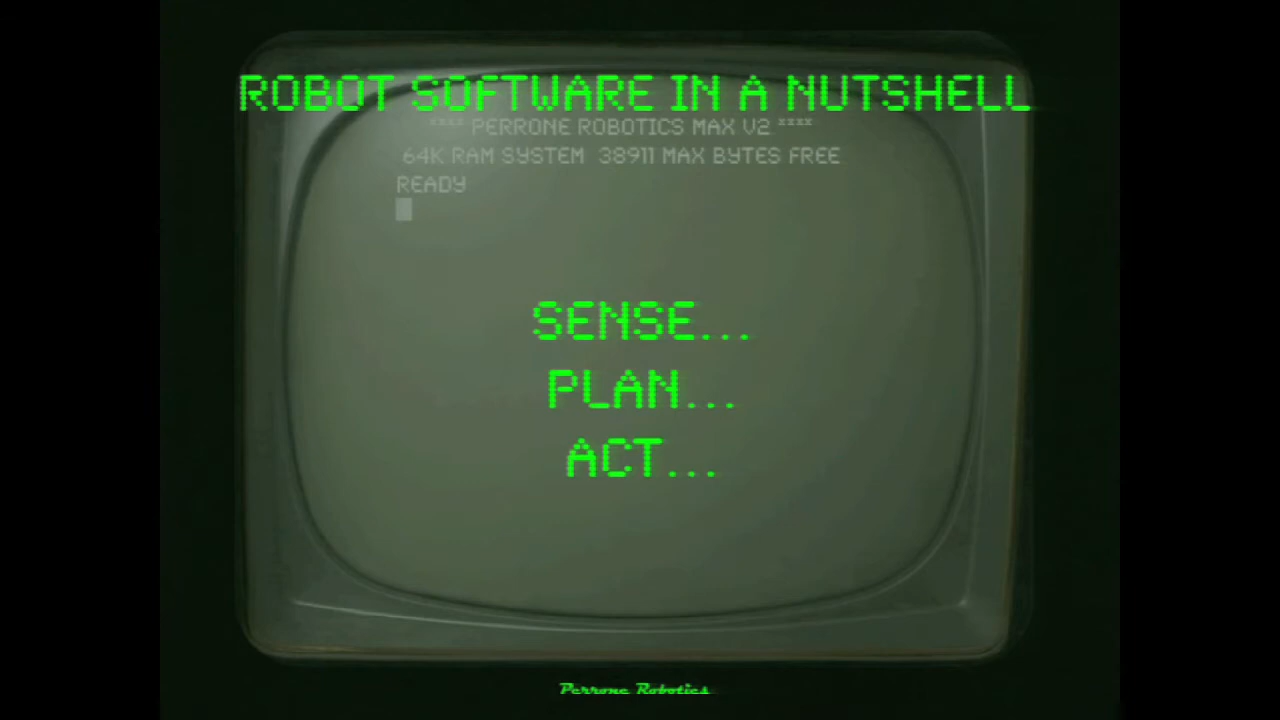 ROBOT SOFTWARE IN A NUTSHELL
**** PERRONE ROBOTICS MAX V2 ****
64K RAM SYSTEM 38911 MAX BYTES FREE
READY
SENSE...
PLAN...
ACT...
Perrone Robotics